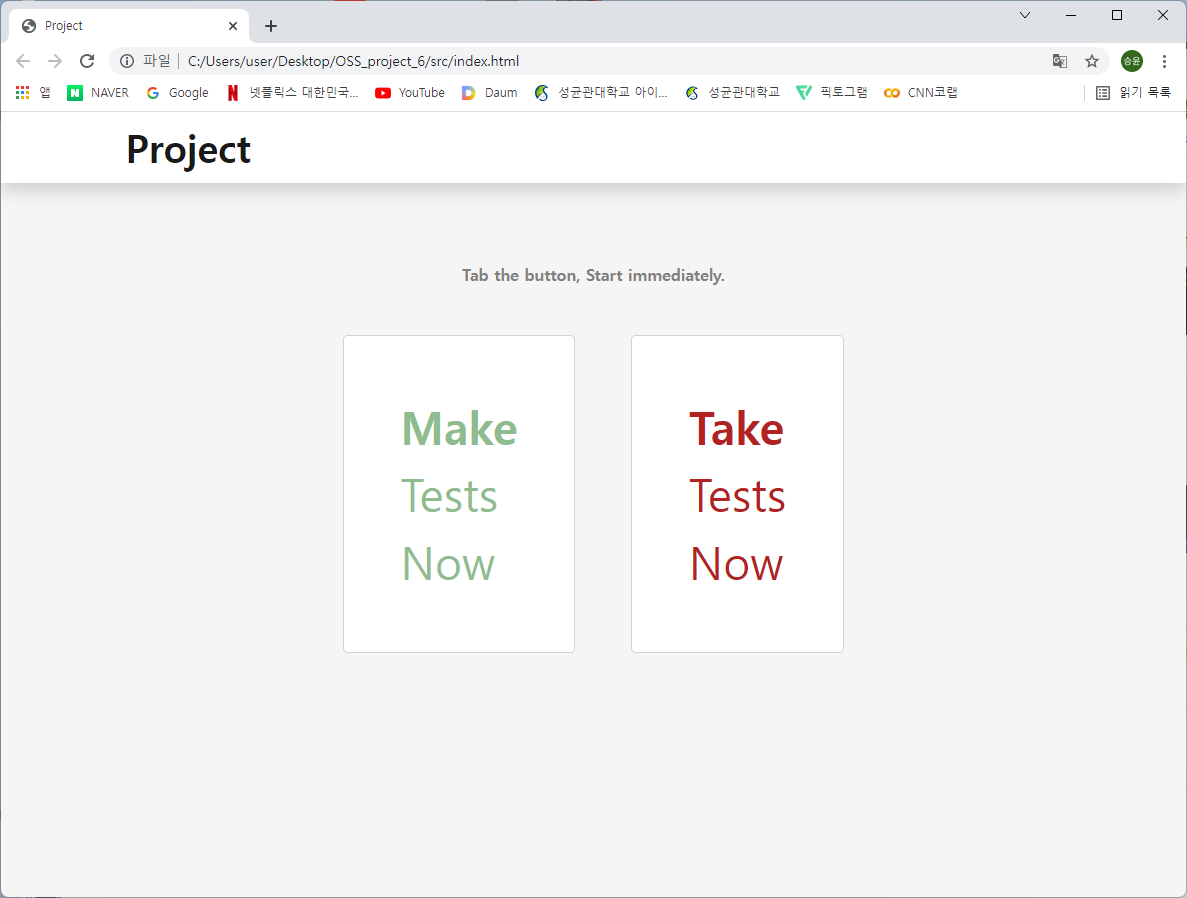 Project
파일 C:/Users/user/Desktop/OSS_project_6/src/index.html 승윤
앱 NAVER Google 넷플릭스 대한민국... YouTube Daum 성균관대학교 아이... 성균관대학교 픽토그램 CNN코랩 읽기 목록
Project
Tab the button, Start immediately.
Make
Tests
Now
Take
Tests
Now